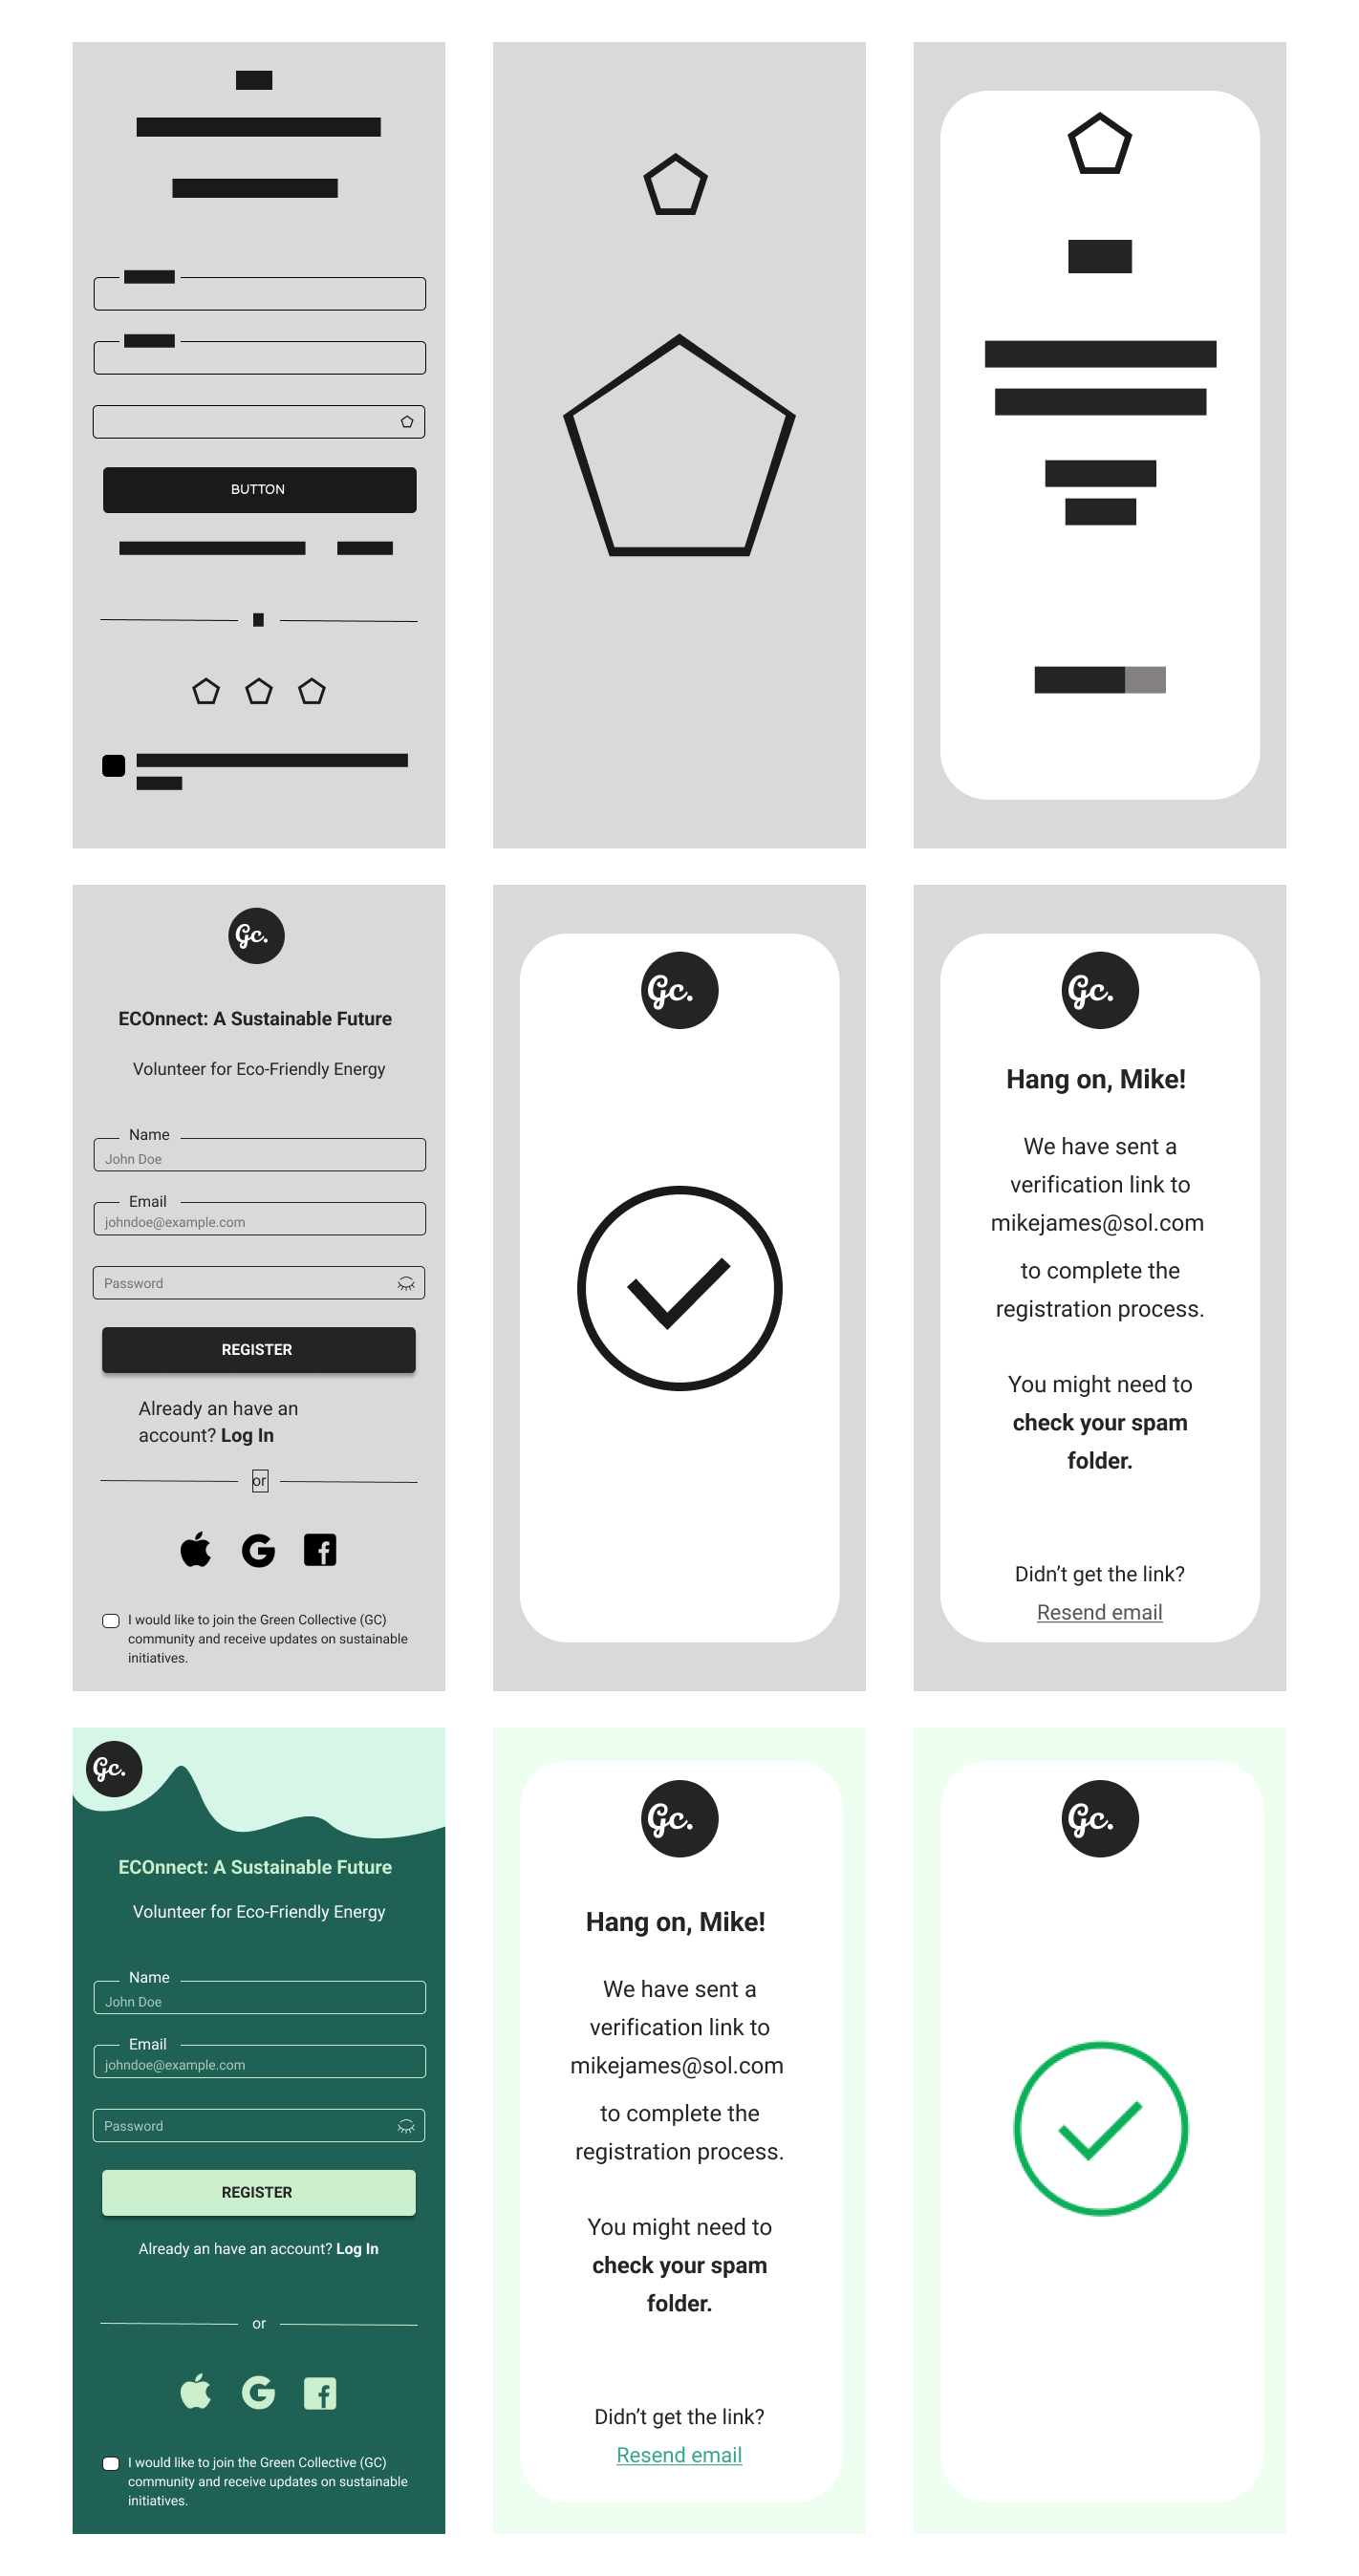 BUTTON
Gc.
ECOnnect: A Sustainable Future
Volunteer for Eco-Friendly Energy
Name
John Doe
Email
johndoe@example.com
Password
REGISTER
Already an have an
account? Log In
or
I would like to join the Green Collective (GC)
community and receive updates on sustainable
initiatives.
Gc.
Gc.
Hang on, Mike!
We have sent a
verification link to
mikejames@sol.com
to complete the
registration process.
You might need to
check your spam
folder.
Didn't get the link?
Resend email
Gc.
ECOnnect: A Sustainable Future
Volunteer for Eco-Friendly Energy
Name
John Doe
Email
johndoe@example.com
Password
REGISTER
Already an have an account? Log In
or
I would like to join the Green Collective (GC)
community and receive updates on sustainable
initiatives.
Gc.
Hang on, Mike!
We have sent a
verification link to
mikejames@sol.com
to complete the
registration process.
You might need to
check your spam
folder.
Didn't get the link?
Resend email
Gc.